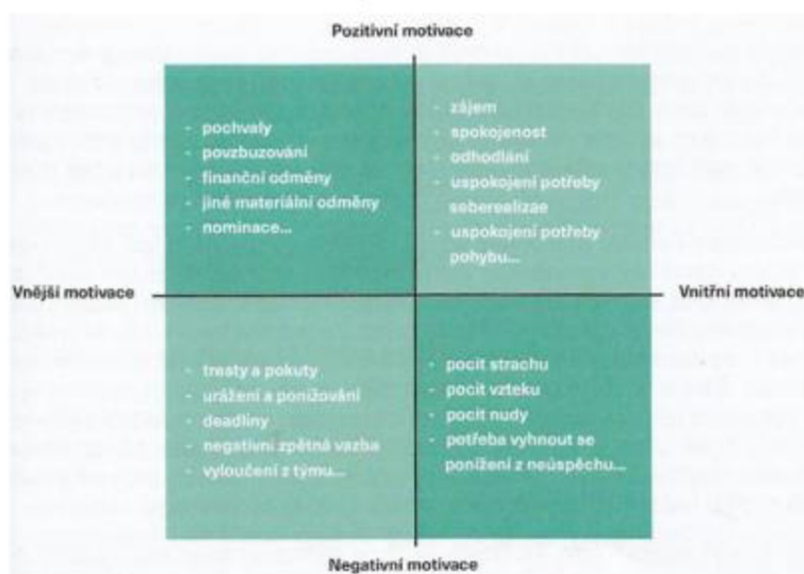 Pozitivní motivace
- pochvaly
- povzbuzování
- finanční odměny
- jiné materiální odměny
- nominace...
- zájem
- spokojenost
- odhodlání
- uspokojení potřeby
seberealizae
- uspokojení potřeby
pohybu...
Vnější motivace
Vnitřní motivace
- tresty a pokuty
- urážení a ponižování
- deadliny
- negativní zpětná vazba
- vyloučení z týmu...
- pocit strachu
- pocit vzteku
- pocit nudy
- potřeba vyhnout se
ponížení z neúspěchu...
Negativní motivace